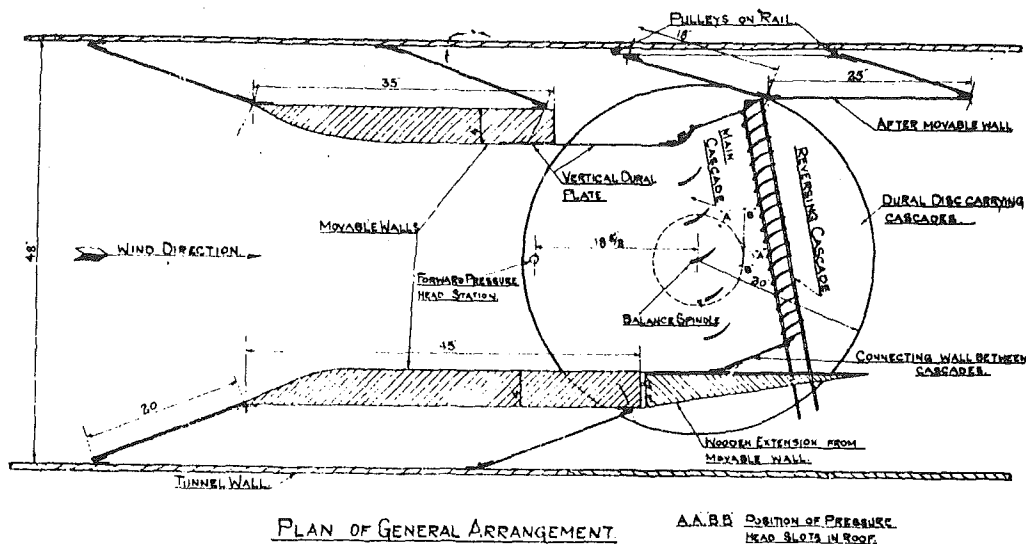 PULLEYS ON RAIL.
18"
35"
25"
AFTER MOVABLE WALL
MAIN
CASCADE
REVERSING CASCADE
VERTICAL DURAL
PLATE
DURAL DISC CARRYING
CASCADES.
MOVABLE WALLS
48"
WIND DIRECTION
18 5/8
A
B
A
B
20"
FORWARD PRESSURE
HEAD STATION.
BALANCE SPINDLE
45"
CONNECTING WALL BETWEEN
CASCADES.
20"
WOODEN EXTENSION FROM
MOVABLE WALL.
TUNNEL WALL.
PLAN OF GENERAL ARRANGEMENT
A.A.B.B. POSITION OF PRESSURE
HEAD SLOTS IN ROOF.